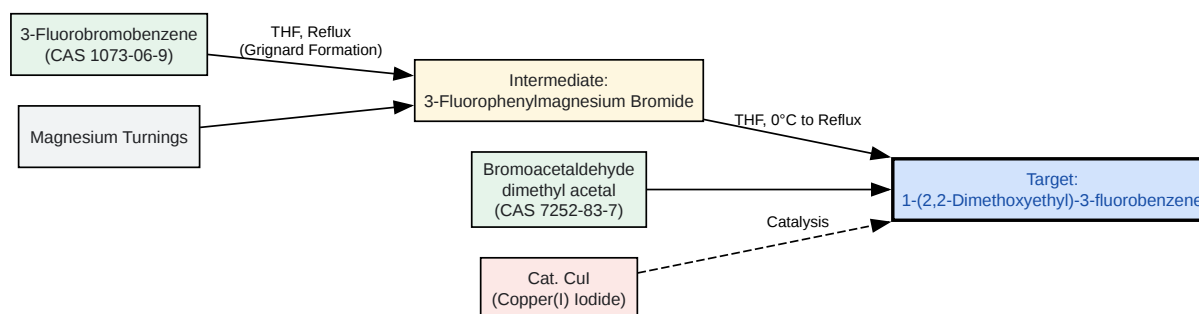 3-Fluorobromobenzene
(CAS 1073-06-9)
THF, Reflux
(Grignard Formation)
Magnesium Turnings
Intermediate:
3-Fluorophenylmagnesium Bromide
THF, 0°C to Reflux
Bromoacetaldehyde
dimethyl acetal
(CAS 7252-83-7)
Target:
1-(2,2-Dimethoxyethyl)-3-fluorobenzene
Catalysis
Cat. CuI
(Copper(I) Iodide)